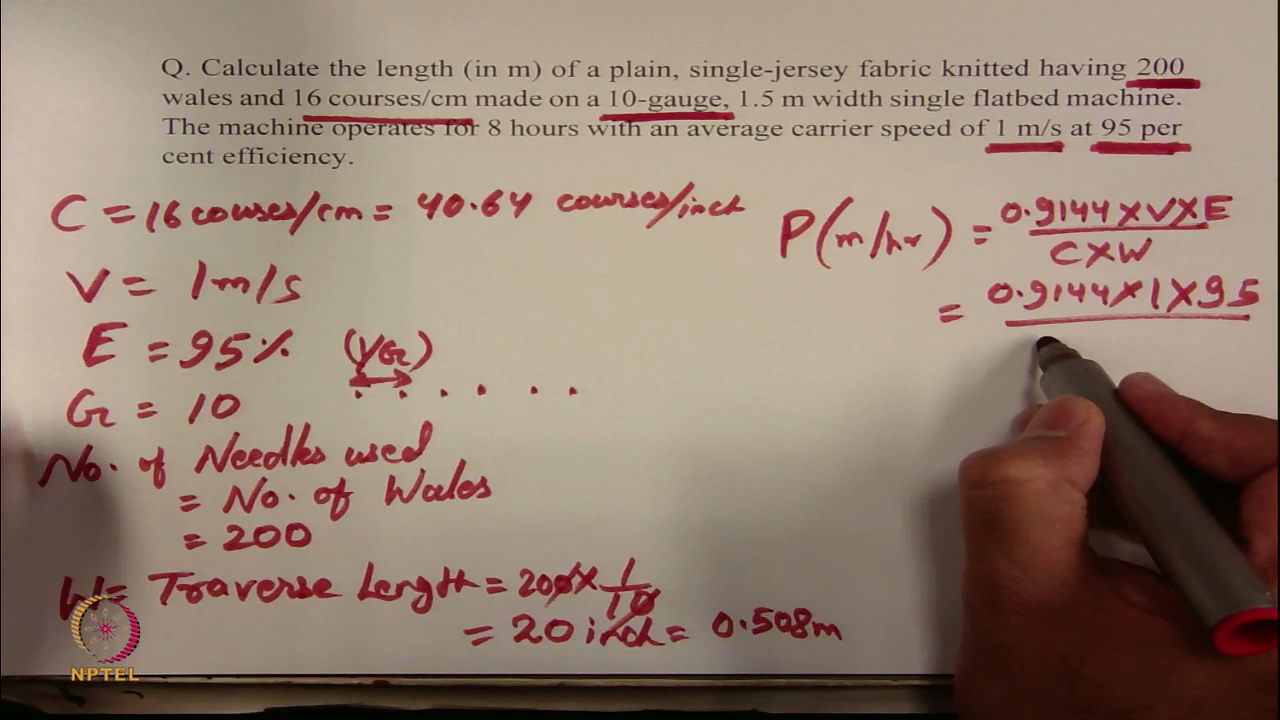 Q. Calculate the length (in m) of a plain, single-jersey fabric knitted having 200
wales and 16 courses/cm made on a 10-gauge, 1.5 m width single flatbed machine.
The machine operates for 8 hours with an average carrier speed of 1 m/s at 95 per
cent efficiency.
C = 16 courses/cm = 40.64 courses/inch
V = 1m/s
E = 95% (1/G)
G = 10
No. of Needles used
= No. of Wales
= 200
W = Traverse Length = 200 × 1/10
= 20 inch = 0.508m
P(m/hr) = 0.9144×V×E
C×W
= 0.9144×1×95
NPTEL